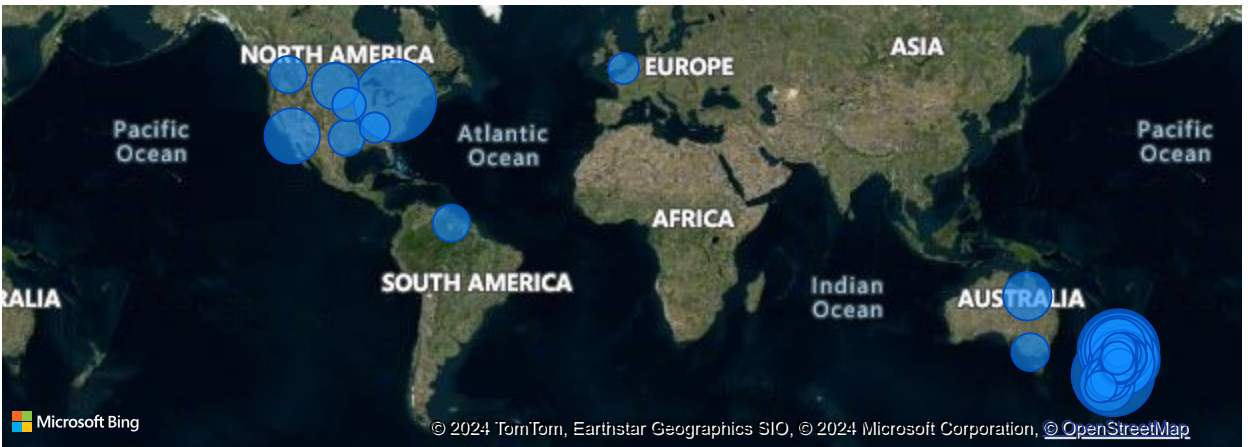 NORTH AMERICA
ASIA
EUROPE
Pacific
Ocean
Atlantic
Ocean
Pacific
Ocean
AFRICA
SOUTH AMERICA
Indian
Ocean
RALIA
AUSTRALIA
Microsoft Bing
© 2024 TomTom, Earthstar Geographics SIO, © 2024 Microsoft Corporation, © OpenStreetMap